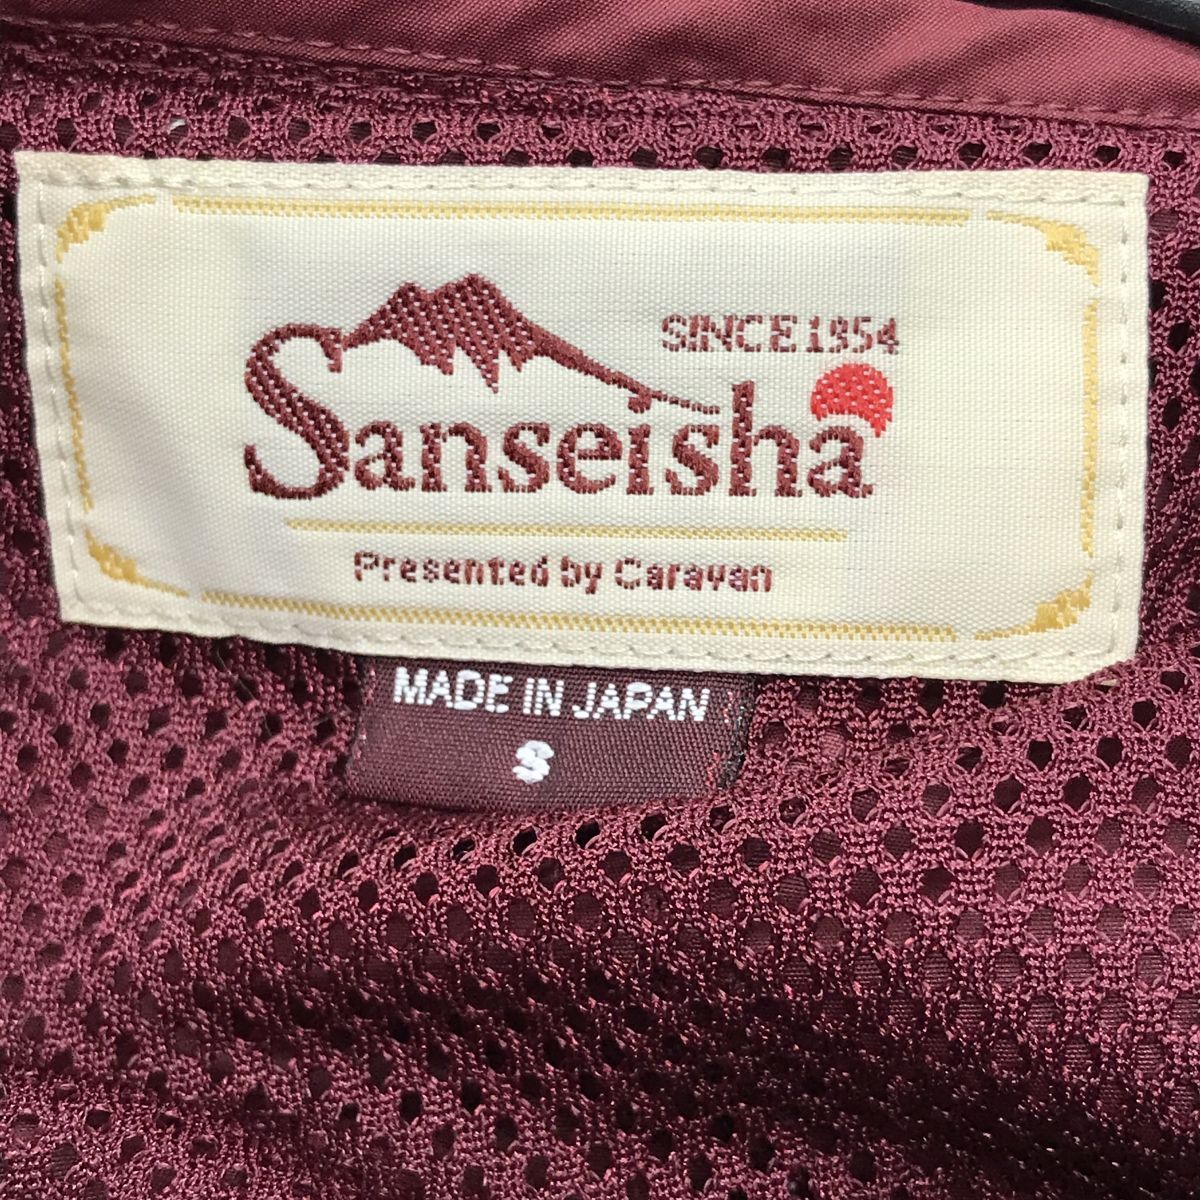 SINCE 1954
Sanseisha
Presented by Caravan
MADE IN JAPAN
S